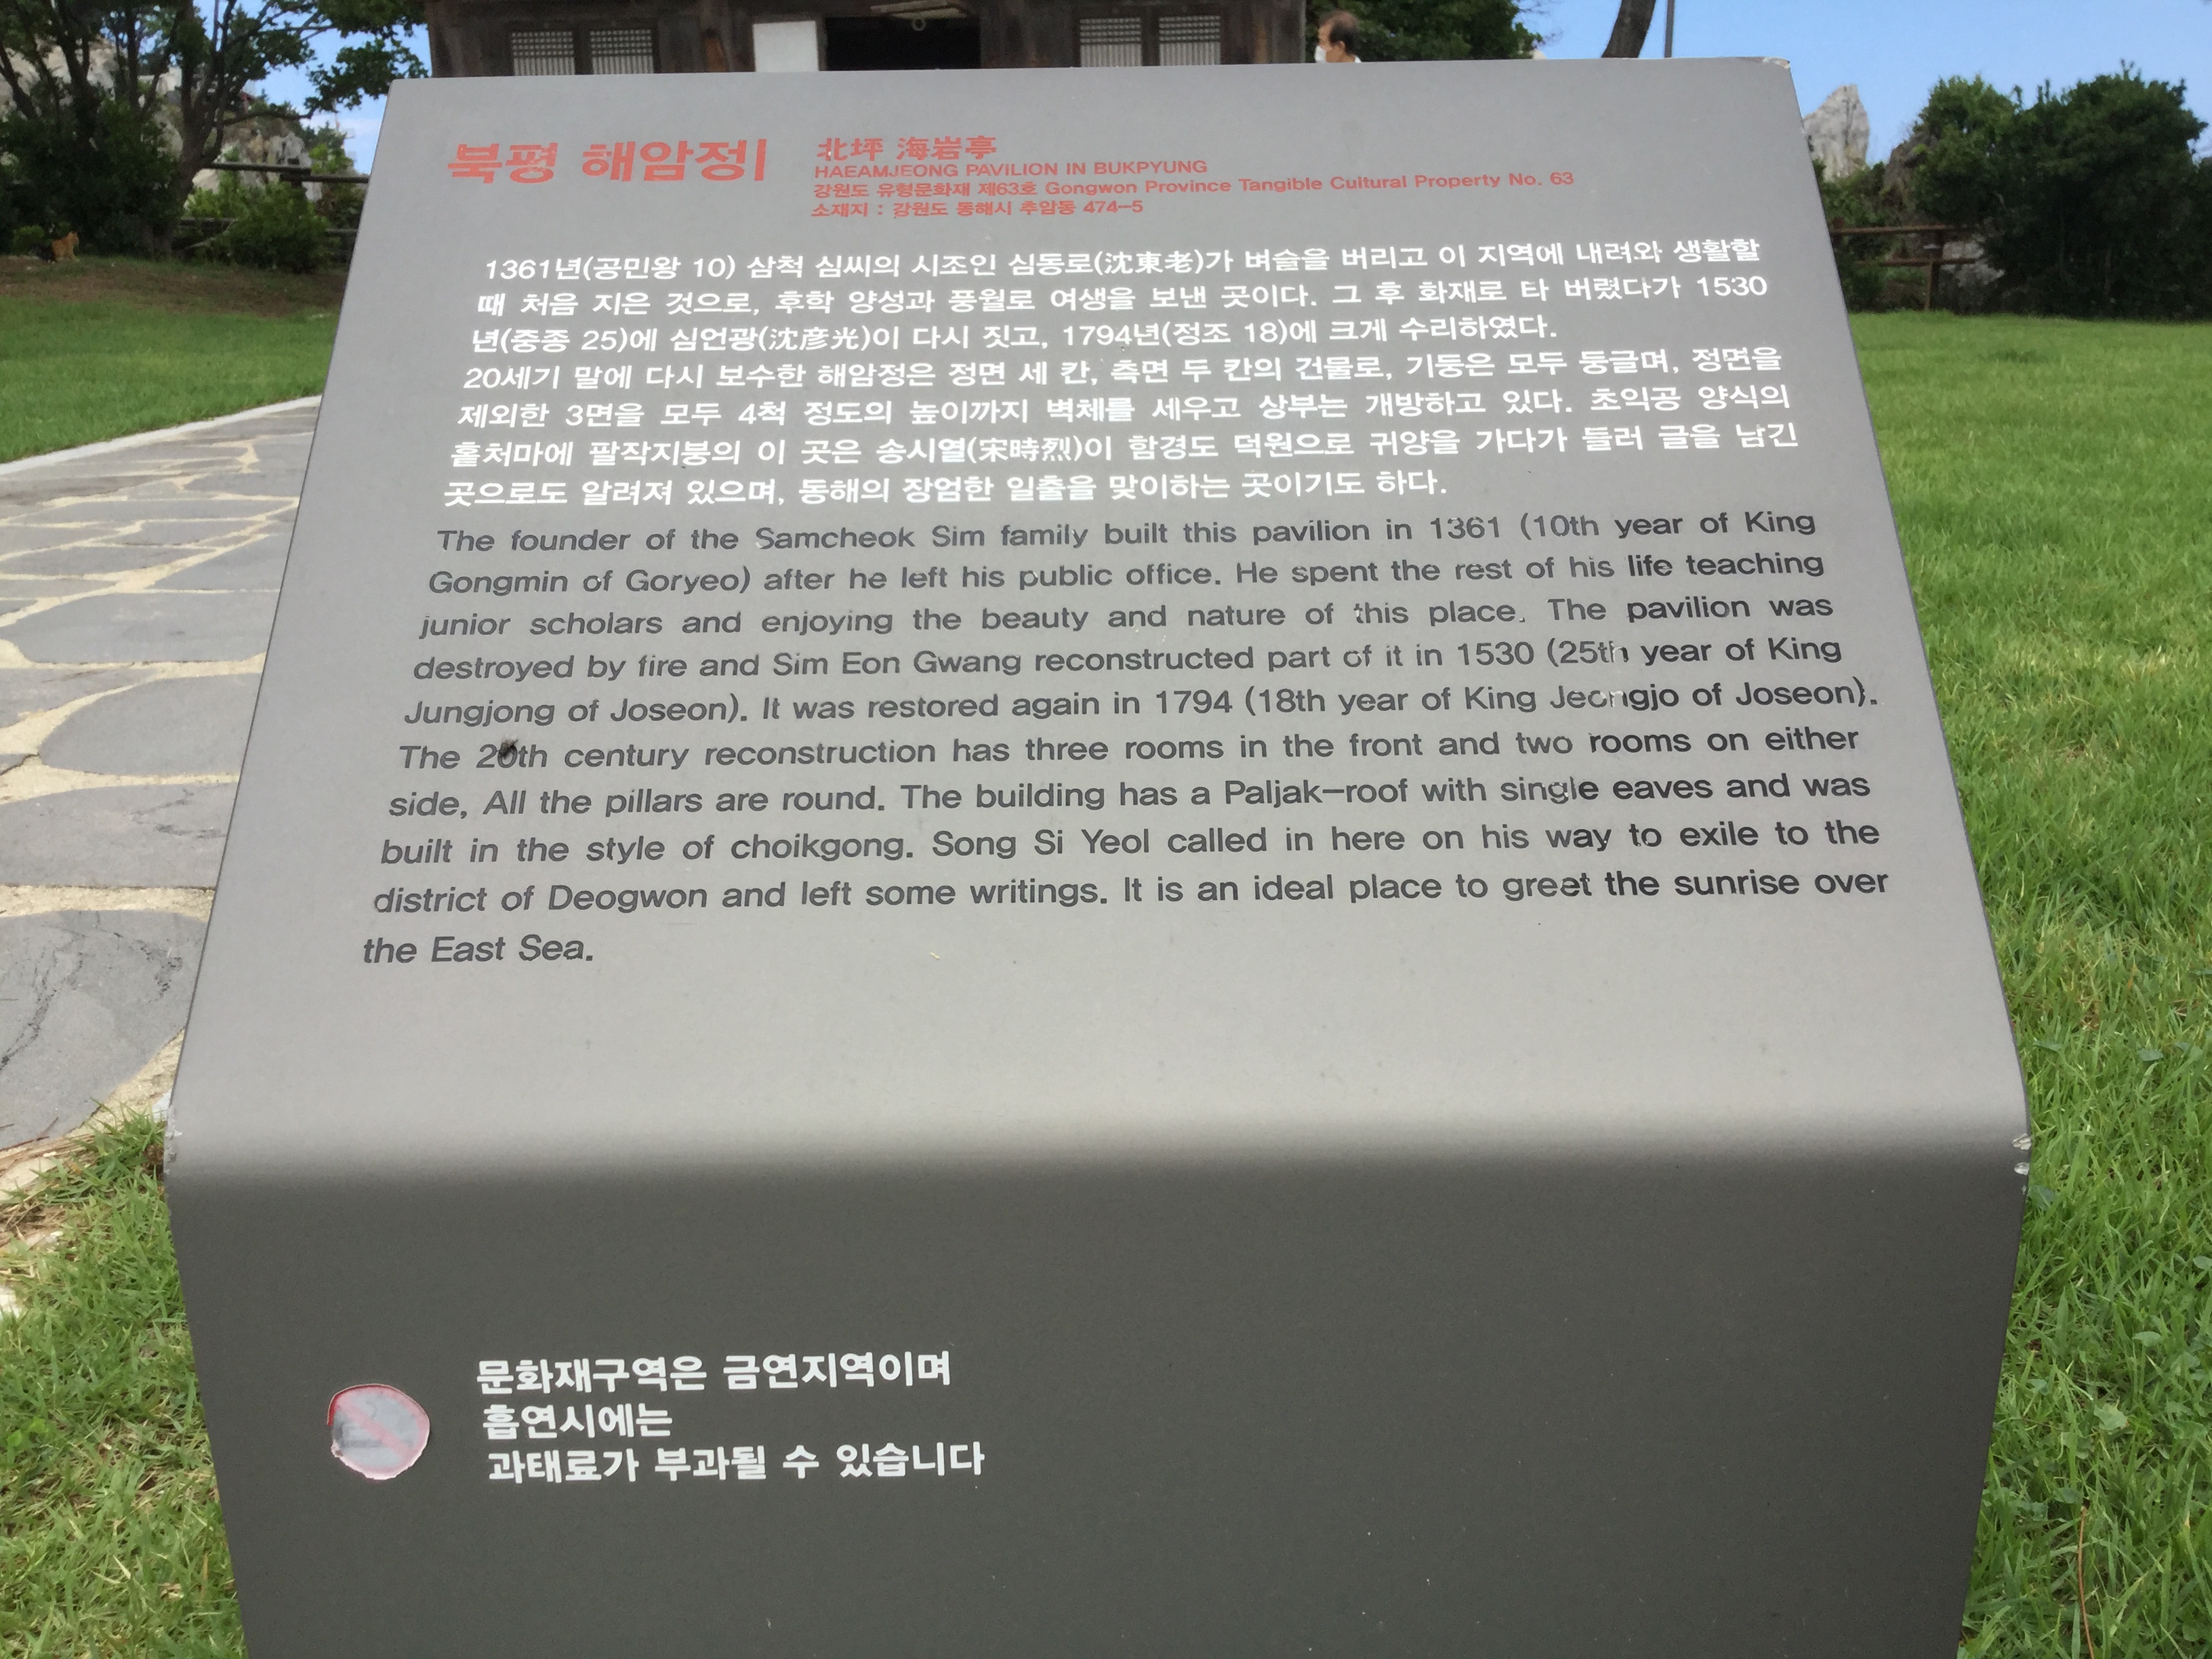 북평 해암정
北坪 海岩亭
HAEAMJEONG PAVILION IN BUKPYUNG
강원도 유형문화재 제63호 Gongwon Province Tangible Cultural Property No. 63
소재지 : 강원도 동해시 추암동 474-5
1361년(공민왕 10) 삼척 심씨의 시조인 심동로(沈東老)가 벼슬을 버리고 이 지역에 내려와 생활할
때 처음 지은 것으로, 후학 양성과 풍월로 여생을 보낸 곳이다. 그 후 화재로 타 버렸다가 1530
년(중종 25)에 심언광(沈彦光)이 다시 짓고, 1794년(정조 18)에 크게 수리하였다.
20세기 말에 다시 보수한 해암정은 정면 세 칸, 측면 두 칸의 건물로, 기둥은 모두 둥글며, 정면을
제외한 3면을 모두 4척 정도의 높이까지 벽체를 세우고 상부는 개방하고 있다. 초익공 양식의
홑처마에 팔작지붕의 이 곳은 송시열(宋時烈)이 함경도 덕원으로 귀양을 가다가 들러 글을 남긴
곳으로도 알려져 있으며, 동해의 장엄한 일출을 맞이하는 곳이기도 하다.
The founder of the Samcheok Sim family built this pavilion in 1361 (10th year of King
Gongmin of Goryeo) after he left his public office. He spent the rest of his life teaching
junior scholars and enjoying the beauty and nature of this place. The pavilion was
destroyed by fire and Sim Eon Gwang reconstructed part of it in 1530 (25th year of King
Jungjong of Joseon). It was restored again in 1794 (18th year of King Jeongjo of Joseon).
The 20th century reconstruction has three rooms in the front and two rooms on either
side, All the pillars are round. The building has a Paljak-roof with single eaves and was
built in the style of choikgong. Song Si Yeol called in here on his way to exile to the
district of Deogwon and left some writings. It is an ideal place to greet the sunrise over
the East Sea.
문화재구역은 금연지역이며
흡연시에는
과태료가 부과될 수 있습니다